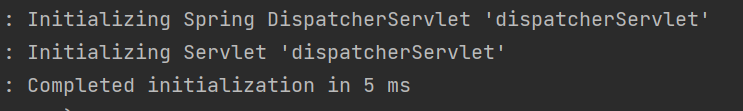 : Initializing Spring DispatcherServlet 'dispatcherServlet'
: Initializing Servlet 'dispatcherServlet'
: Completed initialization in 5 ms